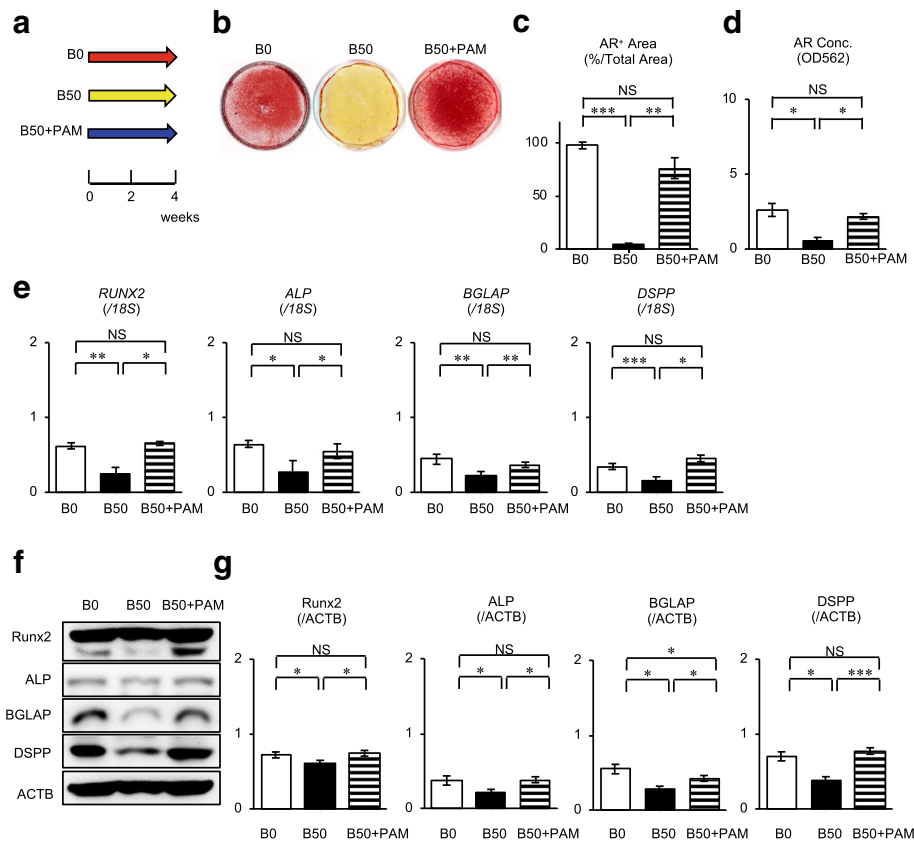 a
B0
B50
B50+PAM
0 2 4
weeks
b
B0 B50 B50+PAM
c
AR⁺ Area
(%/Total Area)
NS
*** **
100
50
0
B0 B50 B50+PAM
d
AR Conc.
(OD562)
NS
* *
10
5
0
B0 B50 B50+PAM
e
RUNX2
(/18S)
NS
** *
2
1
0
B0 B50 B50+PAM
ALP
(/18S)
NS
* *
2
1
0
B0 B50 B50+PAM
BGLAP
(/18S)
NS
** **
2
1
0
B0 B50 B50+PAM
DSPP
(/18S)
NS
*** *
2
1
0
B0 B50 B50+PAM
f
B0 B50 B50+PAM
Runx2
ALP
BGLAP
DSPP
ACTB
g
Runx2
(/ACTB)
NS
* *
2
1
0
B0 B50 B50+PAM
ALP
(/ACTB)
NS
* *
2
1
0
B0 B50 B50+PAM
BGLAP
(/ACTB)
*
* *
2
1
0
B0 B50 B50+PAM
DSPP
(/ACTB)
NS
* ***
2
1
0
B0 B50 B50+PAM